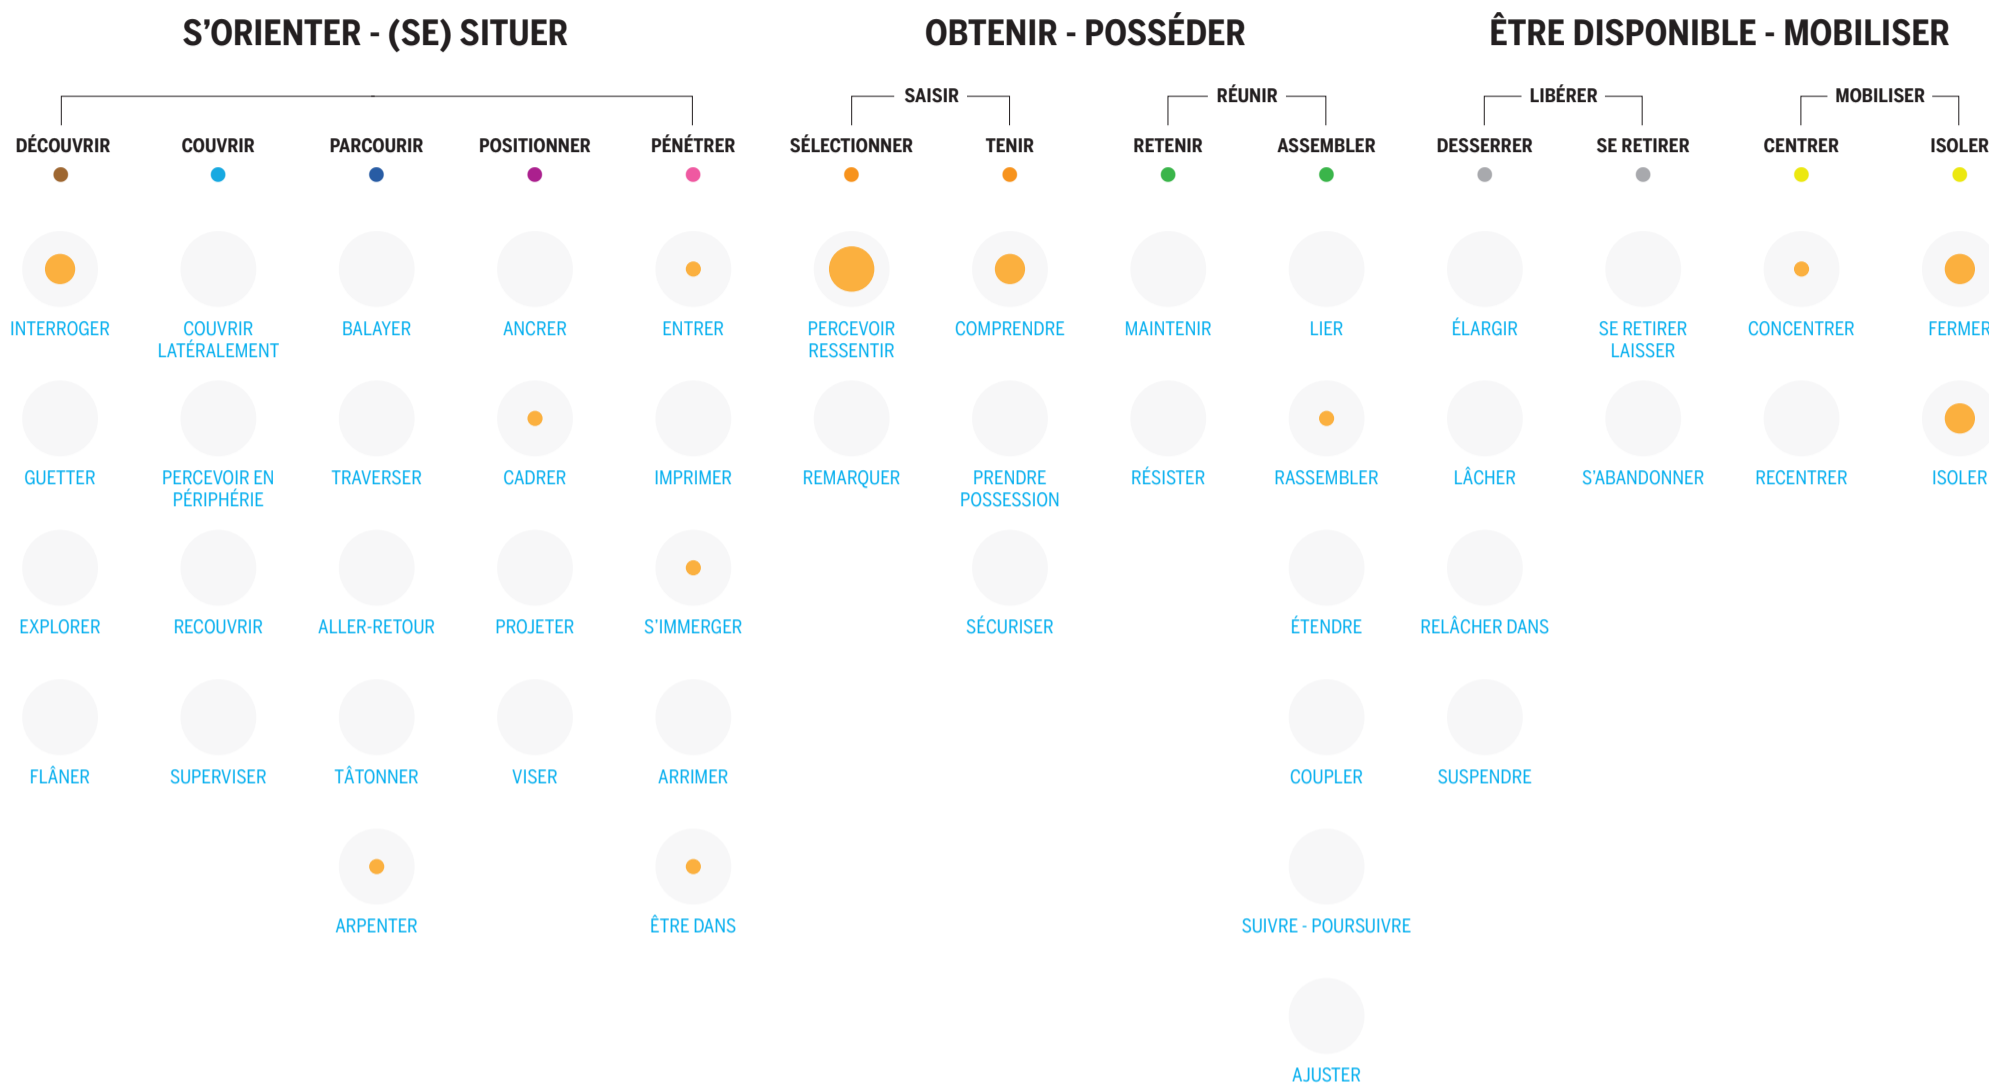 S'ORIENTER - (SE) SITUER
OBTENIR - POSSÉDER
ÊTRE DISPONIBLE - MOBILISER
SAISIR
RÉUNIR
LIBÉRER
MOBILISER
DÉCOUVRIR
COUVRIR
PARCOURIR
POSITIONNER
PÉNÉTRER
SÉLECTIONNER
TENIR
RETENIR
ASSEMBLER
DESSERRER
SE RETIRER
CENTRER
ISOLER
INTERROGER
COUVRIR
LATÉRALEMENT
BALAYER
ANCRER
ENTRER
PERCEVOIR
RESSENTIR
COMPRENDRE
MAINTENIR
LIER
ÉLARGIR
SE RETIRER
LAISSER
CONCENTRER
FERMER
GUETTER
PERCEVOIR EN
PÉRIPHÉRIE
TRAVERSER
CADRER
IMPRIMER
REMARQUER
PRENDRE
POSSESSION
RÉSISTER
RASSEMBLER
LÂCHER
S'ABANDONNER
RECENTRER
ISOLER
EXPLORER
RECOUVRIR
ALLER-RETOUR
PROJETER
S'IMMERGER
SÉCURISER
ÉTENDRE
RELÂCHER DANS
FLÂNER
SUPERVISER
TÂTONNER
VISER
ARRIMER
COUPLER
SUSPENDRE
ARPENTER
ÊTRE DANS
SUIVRE - POURSUIVRE
AJUSTER